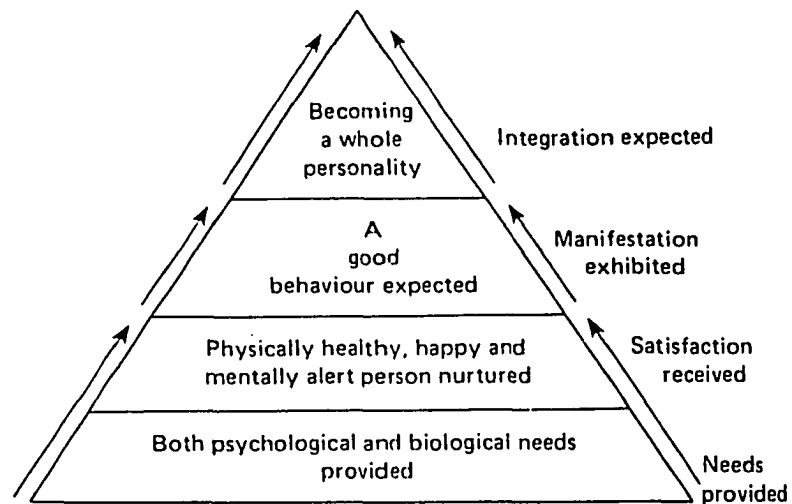 Becoming
a whole
personality
Integration expected
A
good
behaviour expected
Manifestation
exhibited
Physically healthy, happy and
mentally alert person nurtured
Satisfaction
received
Both psychological and biological needs
provided
Needs
provided